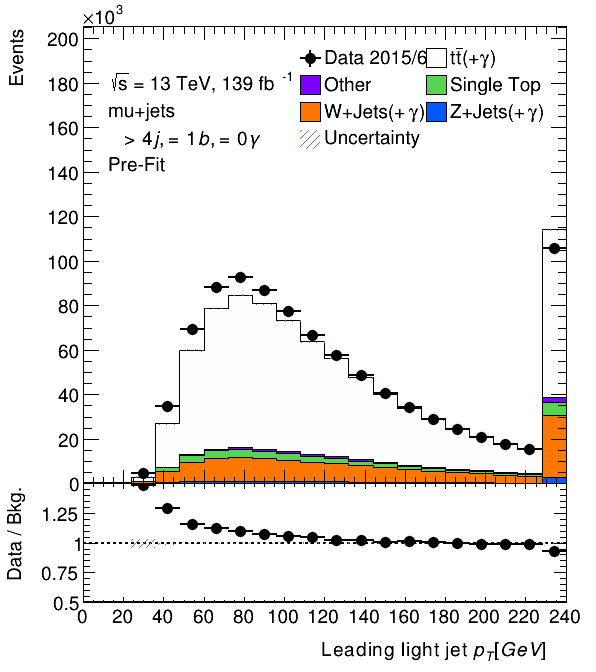 ×10³
Events
200
180
160
140
120
100
80
60
40
20
0
√s = 13 TeV, 139 fb⁻¹
mu+jets
> 4j, = 1b, = 0γ
Pre-Fit
Data 2015/6
tt̄(+γ)
Other
Single Top
W+Jets(+γ)
Z+Jets(+γ)
Uncertainty
Data / Bkg.
1.25
1
0.75
0.5
0 20 40 60 80 100 120 140 160 180 200 220 240
Leading light jet p_T[GeV]